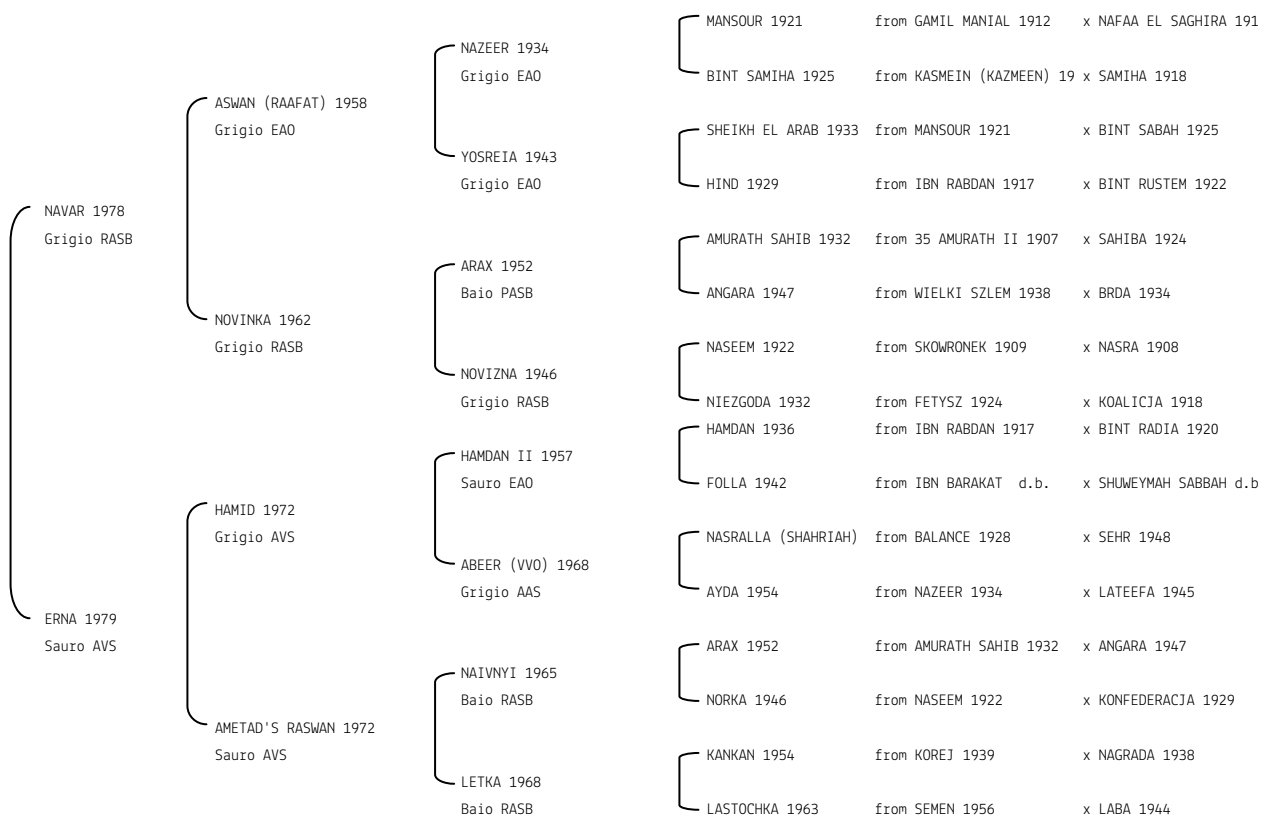 MANSOUR 1921 from GAMIL MANIAL 1912 x NAFAA EL SAGHIRA 191
NAZEER 1934
Grigio EAO
BINT SAMIHA 1925 from KASMEIN (KAZMEEN) 19 x SAMIHA 1918
ASWAN (RAAFAT) 1958
Grigio EAO
SHEIKH EL ARAB 1933 from MANSOUR 1921 x BINT SABAH 1925
YOSREIA 1943
Grigio EAO
HIND 1929 from IBN RABDAN 1917 x BINT RUSTEM 1922
NAVAR 1978
Grigio RASB
AMURATH SAHIB 1932 from 35 AMURATH II 1907 x SAHIBA 1924
ARAX 1952
Baio PASB
ANGARA 1947 from WIELKI SZLEM 1938 x BRDA 1934
NOVINKA 1962
Grigio RASB
NASEEM 1922 from SKOWRONEK 1909 x NASRA 1908
NOVIZNA 1946
Grigio RASB
NIEZGODA 1932 from FETYSZ 1924 x KOALICJA 1918
HAMDAN 1936 from IBN RABDAN 1917 x BINT RADIA 1920
HAMDAN II 1957
Sauro EAO
FOLLA 1942 from IBN BARAKAT d.b. x SHUWEYMAH SABBAH d.b
HAMID 1972
Grigio AVS
NASRALLA (SHAHRIAH) from BALANCE 1928 x SEHR 1948
ABEER (VVO) 1968
Grigio AAS
AYDA 1954 from NAZEER 1934 x LATEEFA 1945
ERNA 1979
Sauro AVS
ARAX 1952 from AMURATH SAHIB 1932 x ANGARA 1947
NAIVNYI 1965
Baio RASB
NORKA 1946 from NASEEM 1922 x KONFEDERACJA 1929
AMETAD'S RASWAN 1972
Sauro AVS
KANKAN 1954 from KOREJ 1939 x NAGRADA 1938
LETKA 1968
Baio RASB
LASTOCHKA 1963 from SEMEN 1956 x LABA 1944